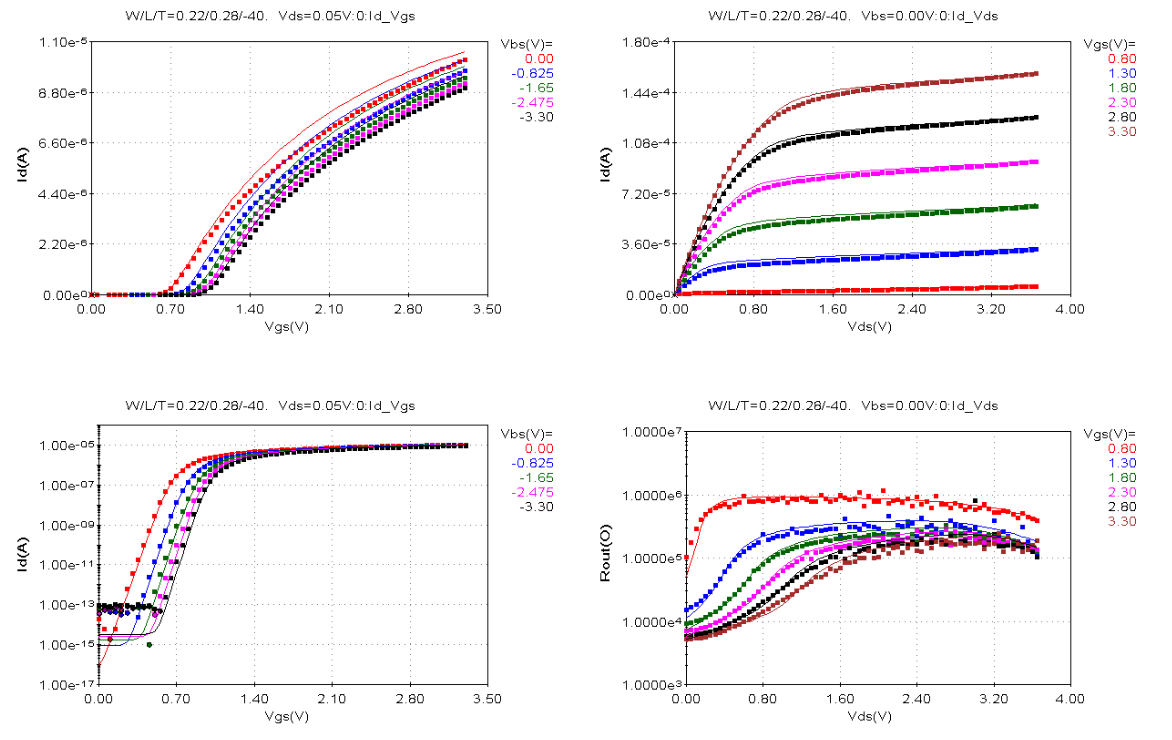 W/L/T=0.22/0.28/-40. Vds=0.05V:0:Id_Vgs
Vbs(V)=
0.00
-0.825
-1.65
-2.475
-3.30
1.10e-5
8.80e-6
6.60e-6
4.40e-6
2.20e-6
0.00e0
Id(A)
0.00 0.70 1.40 2.10 2.80 3.50
Vgs(V)
W/L/T=0.22/0.28/-40. Vbs=0.00V:0:Id_Vds
Vgs(V)=
0.80
1.30
1.80
2.30
2.80
3.30
1.80e-4
1.44e-4
1.08e-4
7.20e-5
3.60e-5
0.00e0
Id(A)
0.00 0.80 1.60 2.40 3.20 4.00
Vds(V)
W/L/T=0.22/0.28/-40. Vds=0.05V:0:Id_Vgs
Vbs(V)=
0.00
-0.825
-1.65
-2.475
-3.30
1.00e-05
1.00e-07
1.00e-09
1.00e-11
1.00e-13
1.00e-15
1.00e-17
Id(A)
0.00 0.70 1.40 2.10 2.80 3.50
Vgs(V)
W/L/T=0.22/0.28/-40. Vbs=0.00V:0:Id_Vds
Vgs(V)=
0.80
1.30
1.80
2.30
2.80
3.30
1.0000e7
1.0000e6
1.0000e5
1.0000e4
1.0000e3
Rout(O)
0.00 0.80 1.60 2.40 3.20 4.00
Vds(V)